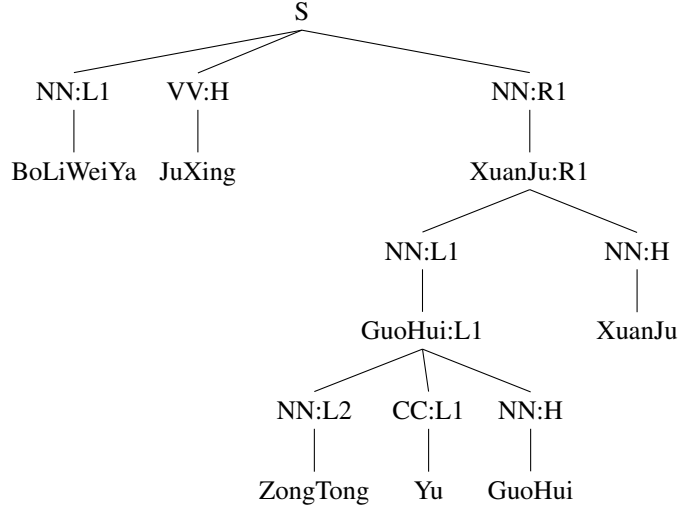 S
NN:L1 VV:H NN:R1
BoLiWeiYa JuXing XuanJu:R1
NN:L1 NN:H
GuoHui:L1 XuanJu
NN:L2 CC:L1 NN:H
ZongTong Yu GuoHui